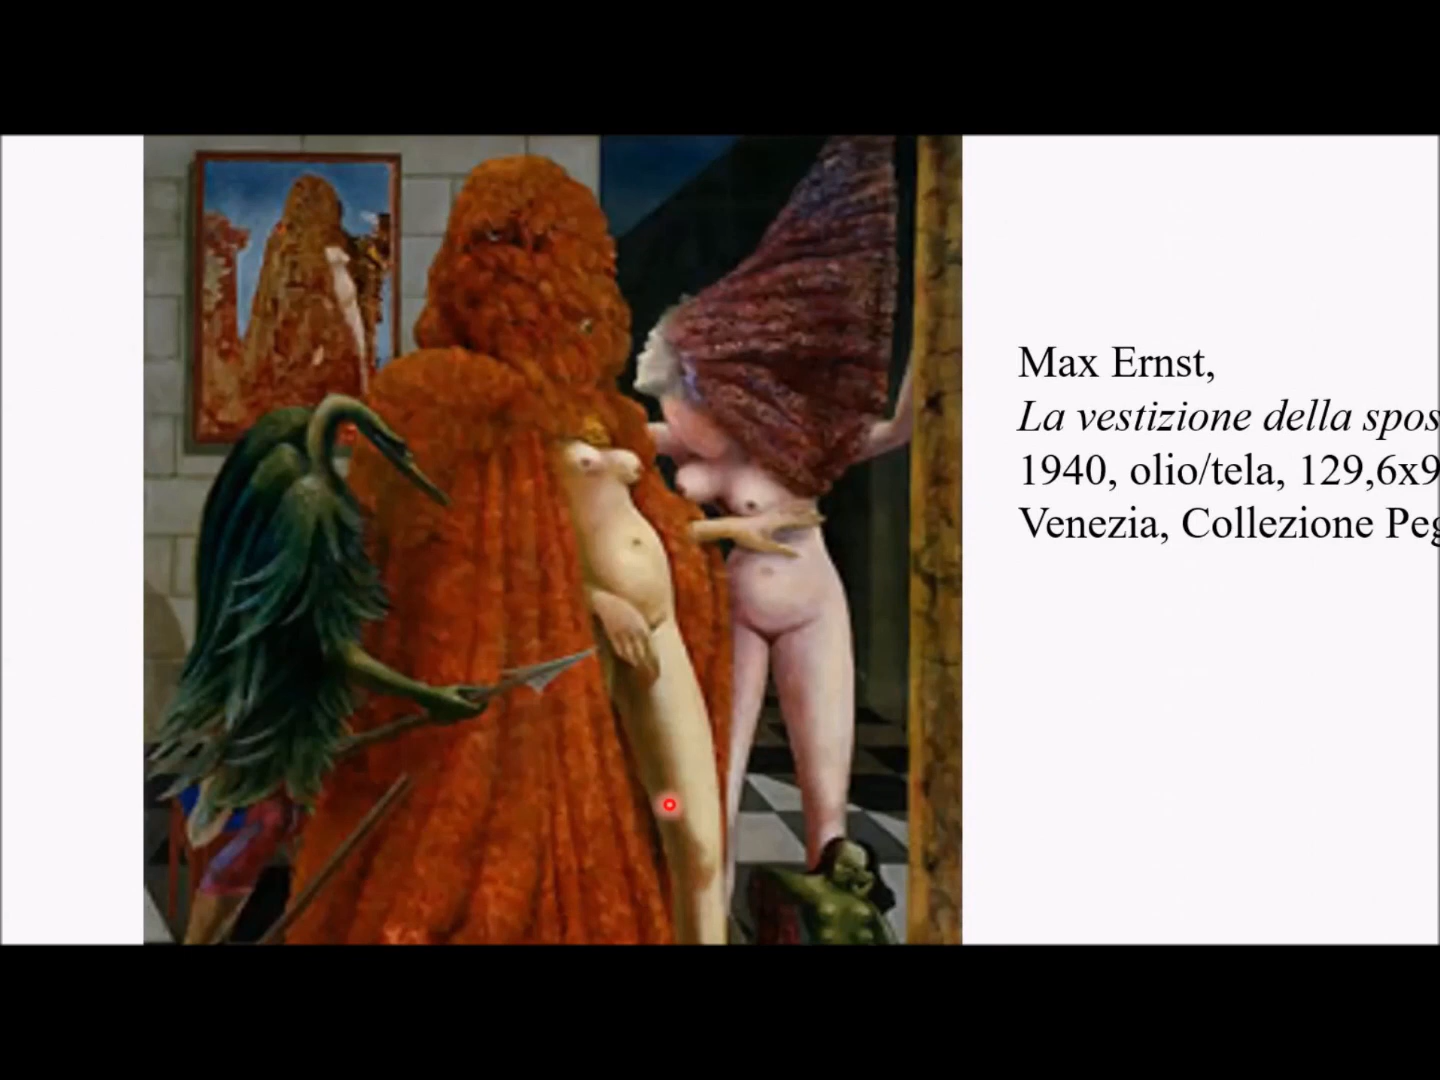 Max Ernst,
La vestizione della spos
1940, olio/tela, 129,6x9
Venezia, Collezione Peg